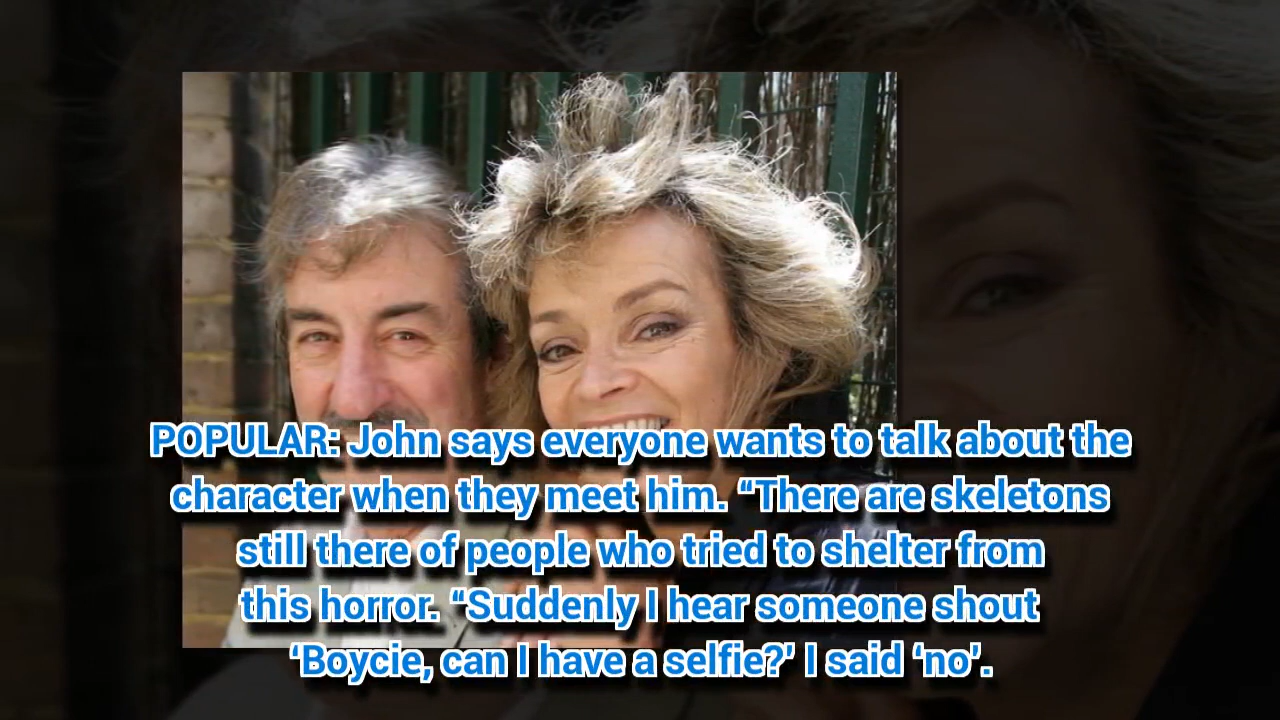 POPULAR: John says everyone wants to talk about the
character when they meet him. “There are skeletons
still there of people who tried to shelter from
this horror. “Suddenly I hear someone shout
‘Boycie, can I have a selfie?’ I said ‘no’.